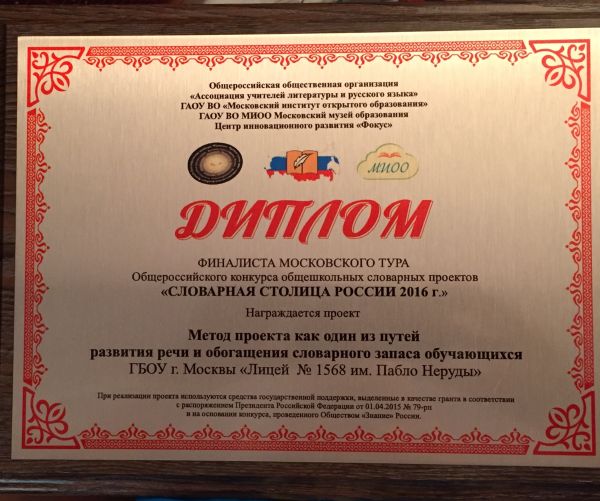 Общероссийская общественная организация
«Ассоциация учителей литературы и русского языка»
ГАОУ ВО «Московский институт открытого образования»
ГАОУ ВО МИОО Московский музей образования
Центр инновационного развития «Фокус»
МИОО
ДИПЛОМ
ФИНАЛИСТА МОСКОВСКОГО ТУРА
Общероссийского конкурса общешкольных словарных проектов
«СЛОВАРНАЯ СТОЛИЦА РОССИИ 2016 г.»
Награждается проект
Метод проекта как один из путей
развития речи и обогащения словарного запаса обучающихся
ГБОУ г. Москвы «Лицей № 1568 им. Пабло Неруды»
При реализации проекта используются средства государственной поддержки, выделенные в качестве гранта в соответствии
с распоряжением Президента Российской Федерации от 01.04.2015 № 79-рп
и на основании конкурса, проведенного Обществом «Знание» России.